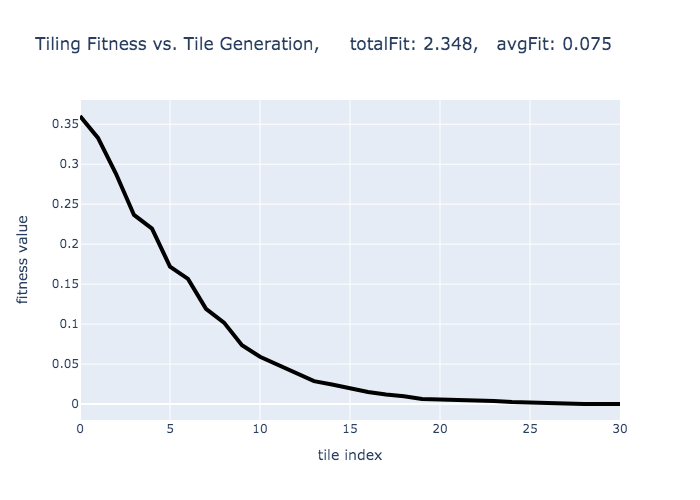 Tiling Fitness vs. Tile Generation, totalFit: 2.348, avgFit: 0.075
0.35
0.3
0.25
0.2
0.15
0.1
0.05
0
fitness value
0 5 10 15 20 25 30
tile index